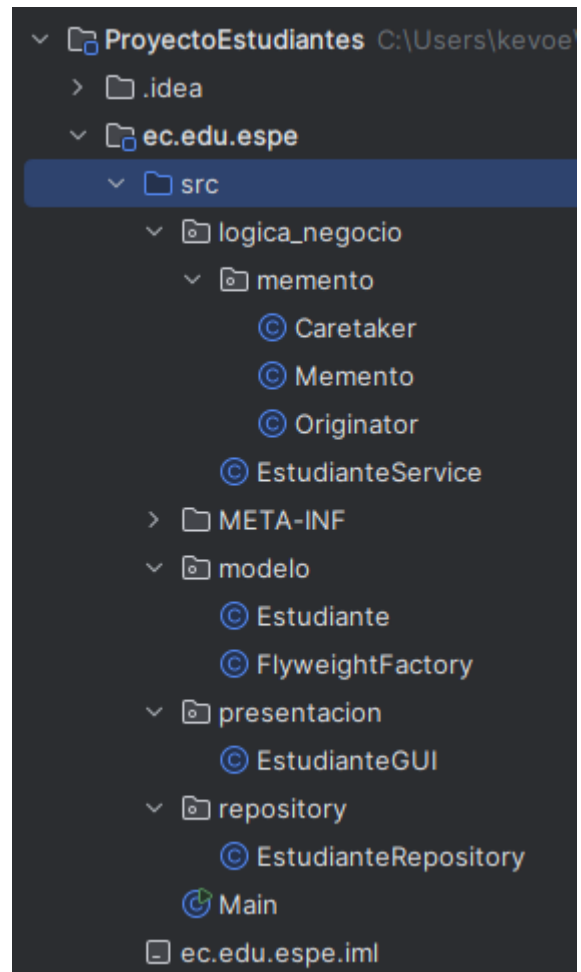 ProyectoEstudiantes C:\Users\kevoe\
.idea
ec.edu.espe
src
logica_negocio
memento
Caretaker
Memento
Originator
EstudianteService
META-INF
modelo
Estudiante
FlyweightFactory
presentacion
EstudianteGUI
repository
EstudianteRepository
Main
ec.edu.espe.iml